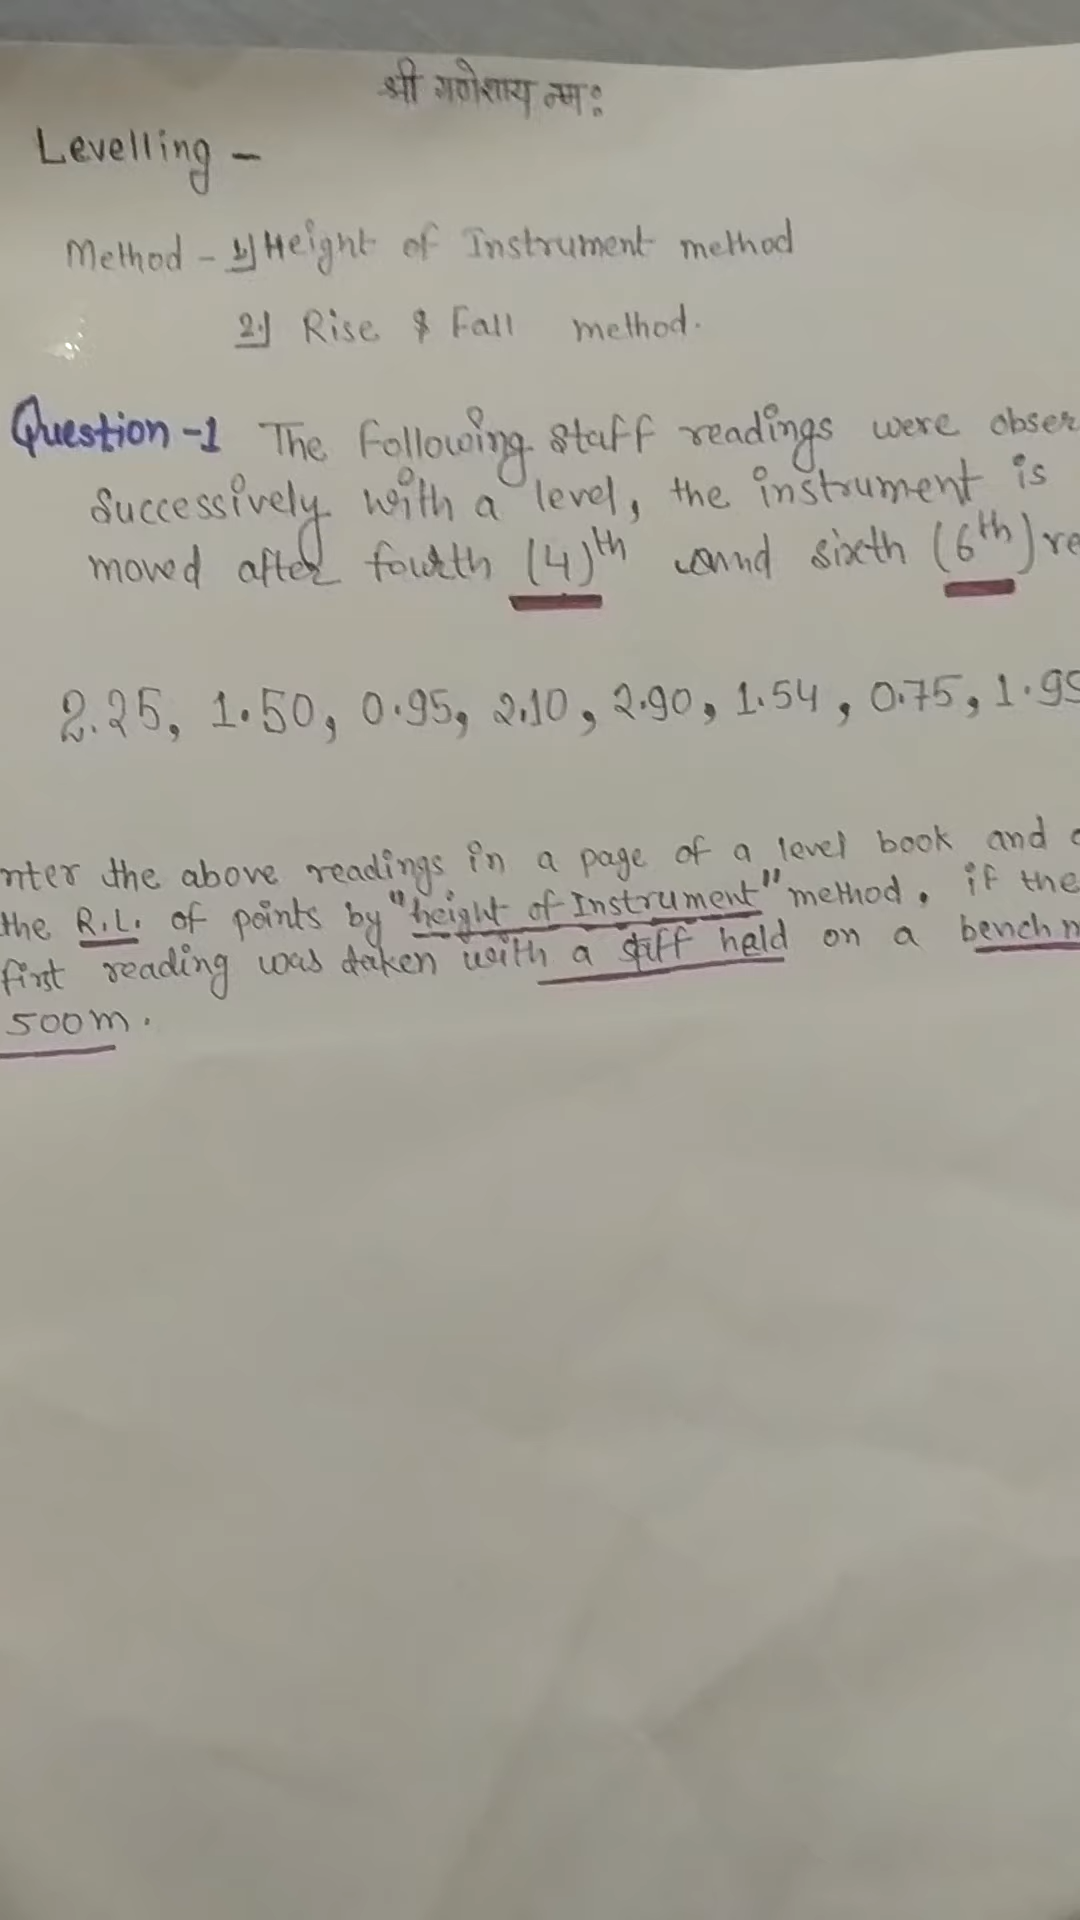 श्री गणेशाय नमः
Levelling -
Method - 1) Height of Instrument method
2) Rise & Fall method.
Question-1 The following staff readings were obser
successively with a level, the instrument is
moved after fourth (4)th and sixth (6th) re
2.25, 1.50, 0.95, 2.10, 2.90, 1.54, 0.75, 1.95
nter the above readings in a page of a level book and c
the R.L. of points by "height of Instrument" method. if the
first reading was taken with a staff held on a bench m
500m.